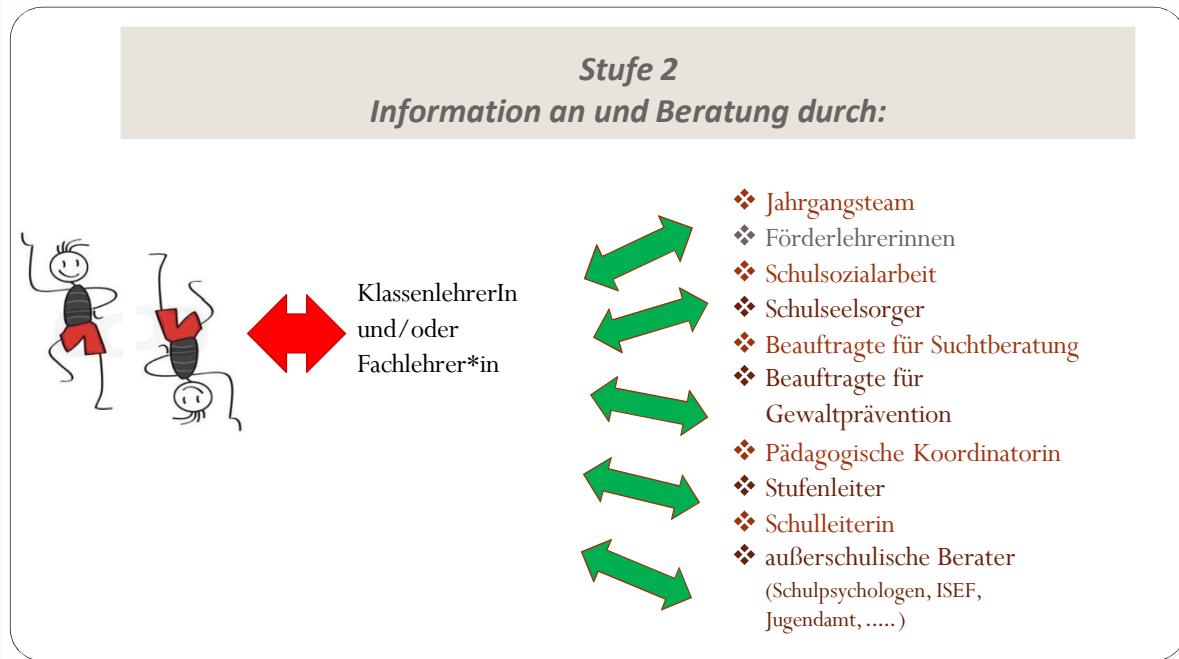 Stufe 2
Information an und Beratung durch:
KlassenlehrerIn
und/oder
Fachlehrer*in
❖ Jahrgangsteam
❖ Förderlehrerinnen
❖ Schulsozialarbeit
❖ Schulseelsorger
❖ Beauftragte für Suchtberatung
❖ Beauftragte für
Gewaltprävention
❖ Pädagogische Koordinatorin
❖ Stufenleiter
❖ Schulleiterin
❖ außerschulische Berater
(Schulpsychologen, ISEF,
Jugendamt, ..... )